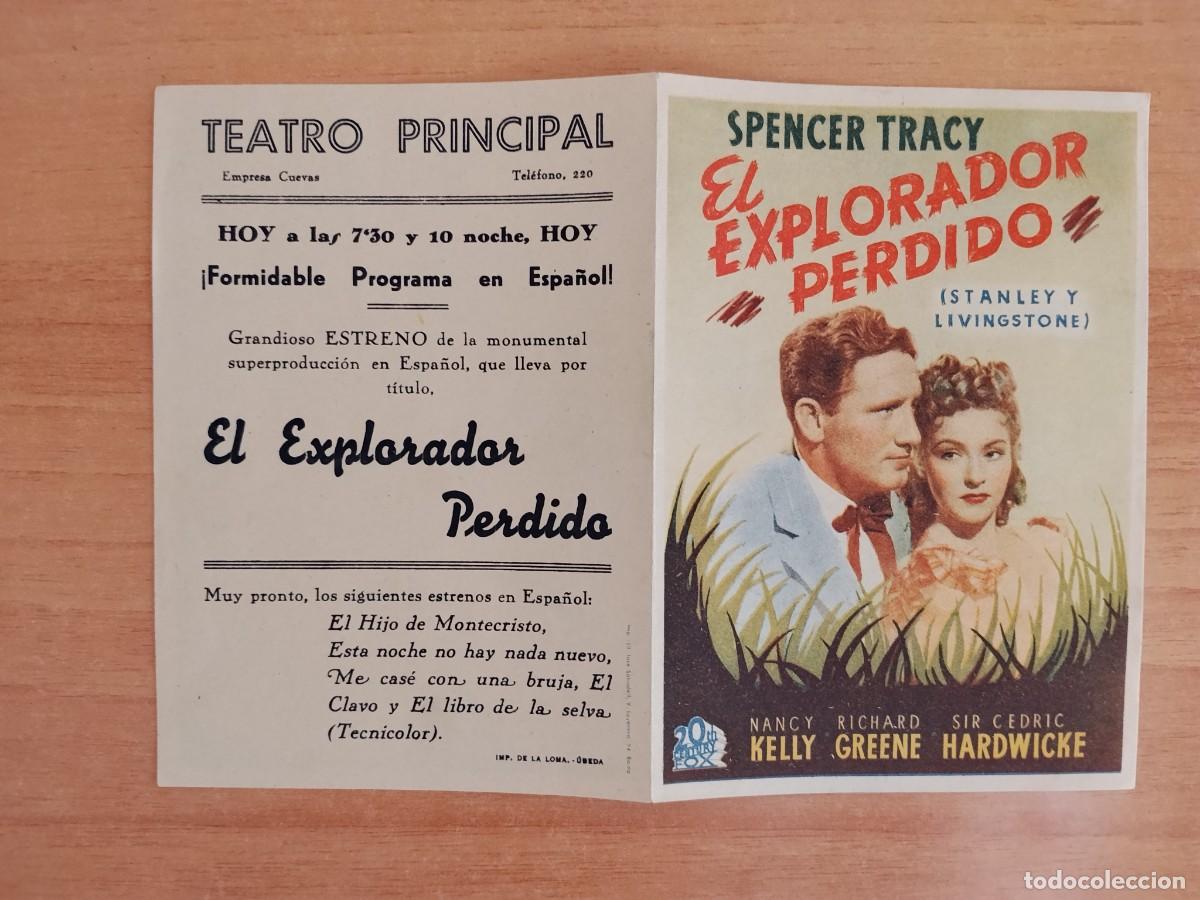 TEATRO PRINCIPAL
Empresa Cuevas Teléfono, 220
HOY a las 7'30 y 10 noche, HOY
¡Formidable Programa en Español!
Grandioso ESTRENO de la monumental
superproducción en Español, que lleva por
título,
El Explorador
Perdido
Muy pronto, los siguientes estrenos en Español:
El Hijo de Montecristo,
Esta noche no hay nada nuevo,
Me casé con una bruja, El
Clavo y El libro de la selva
(Tecnicolor).
IMP. DE LA LOMA. - ÚBEDA
SPENCER TRACY
El
EXPLORADOR
PERDIDO
(STANLEY Y
LIVINGSTONE)
20th
CENTURY
FOX
NANCY RICHARD SIR CEDRIC
KELLY GREENE HARDWICKE
todocoleccion